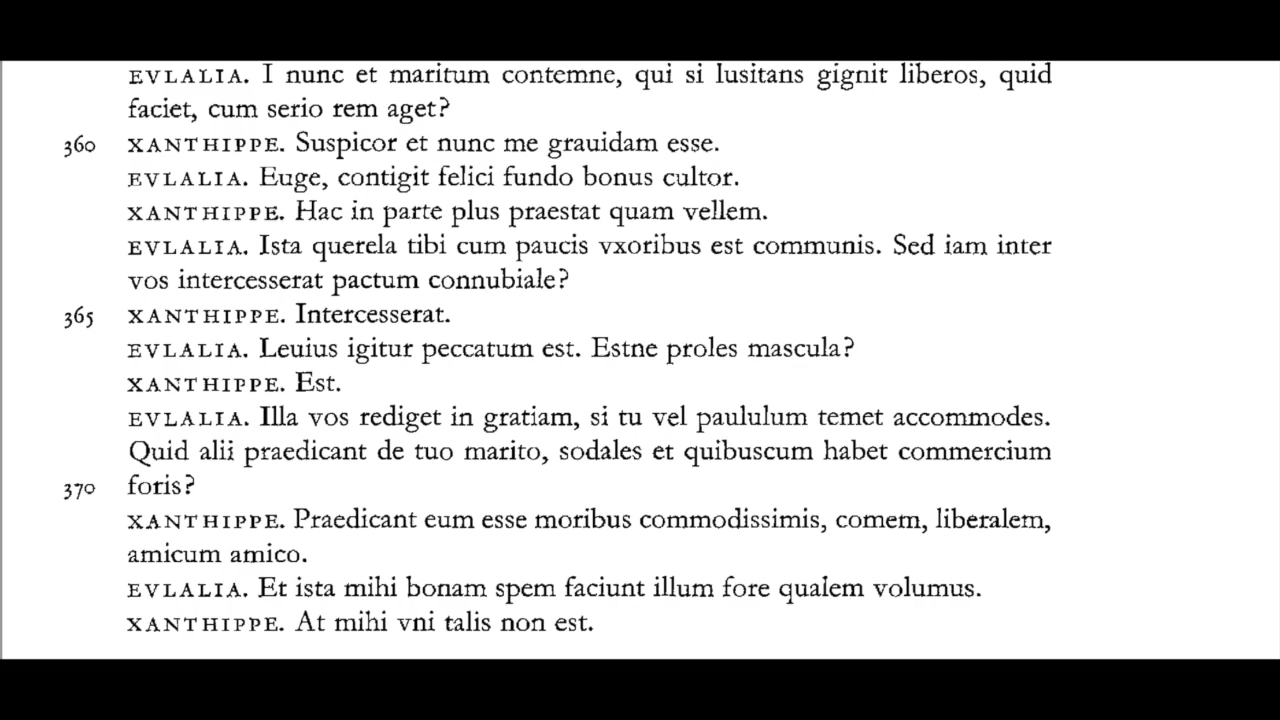 EVLALIA. I nunc et maritum contemne, qui si lusitans gignit liberos, quid
faciet, cum serio rem aget?
360 XANTHIPPE. Suspicor et nunc me grauidam esse.
EVLALIA. Euge, contigit felici fundo bonus cultor.
XANTHIPPE. Hac in parte plus praestat quam vellem.
EVLALIA. Ista querela tibi cum paucis vxoribus est communis. Sed iam inter
vos intercesserat pactum connubiale?
365 XANTHIPPE. Intercesserat.
EVLALIA. Leuius igitur peccatum est. Estne proles mascula?
XANTHIPPE. Est.
EVLALIA. Illa vos rediget in gratiam, si tu vel paululum temet accommodes.
Quid alii praedicant de tuo marito, sodales et quibuscum habet commercium
370 foris?
XANTHIPPE. Praedicant eum esse moribus commodissimis, comem, liberalem,
amicum amico.
EVLALIA. Et ista mihi bonam spem faciunt illum fore qualem volumus.
XANTHIPPE. At mihi vni talis non est.